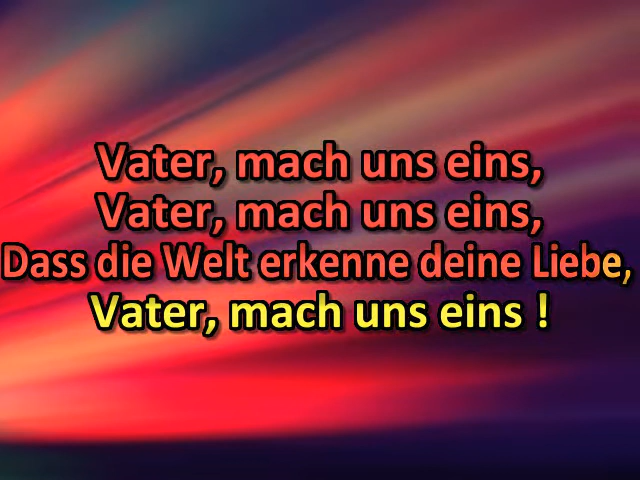 Vater, mach uns eins,
Vater, mach uns eins,
Dass die Welt erkenne deine Liebe,
Vater, mach uns eins !